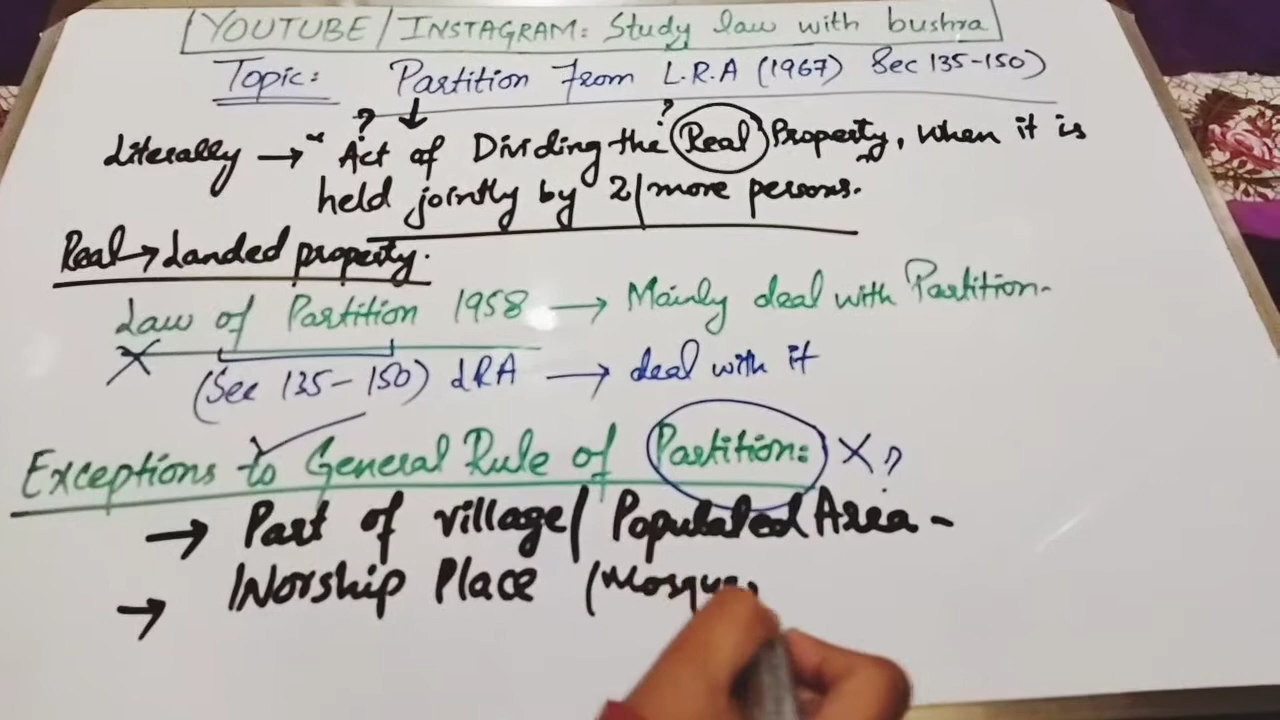 YOUTUBE/INSTAGRAM: Study law with bushra
Topic: Partition From L.R.A (1967) Sec 135-150)
? ?
Literally → " Act of Dividing the Real Property, when it is
held jointly by 2/more persons.
Real → Landed property.
Law of Partition 1958 → Mainly deal with Partition-
X
(Sec 135-150) LRA → deal with it
Exceptions to General Rule of Partition: X ?
→ Part of village/ Populated Area -
→ Worship Place (Mosque,